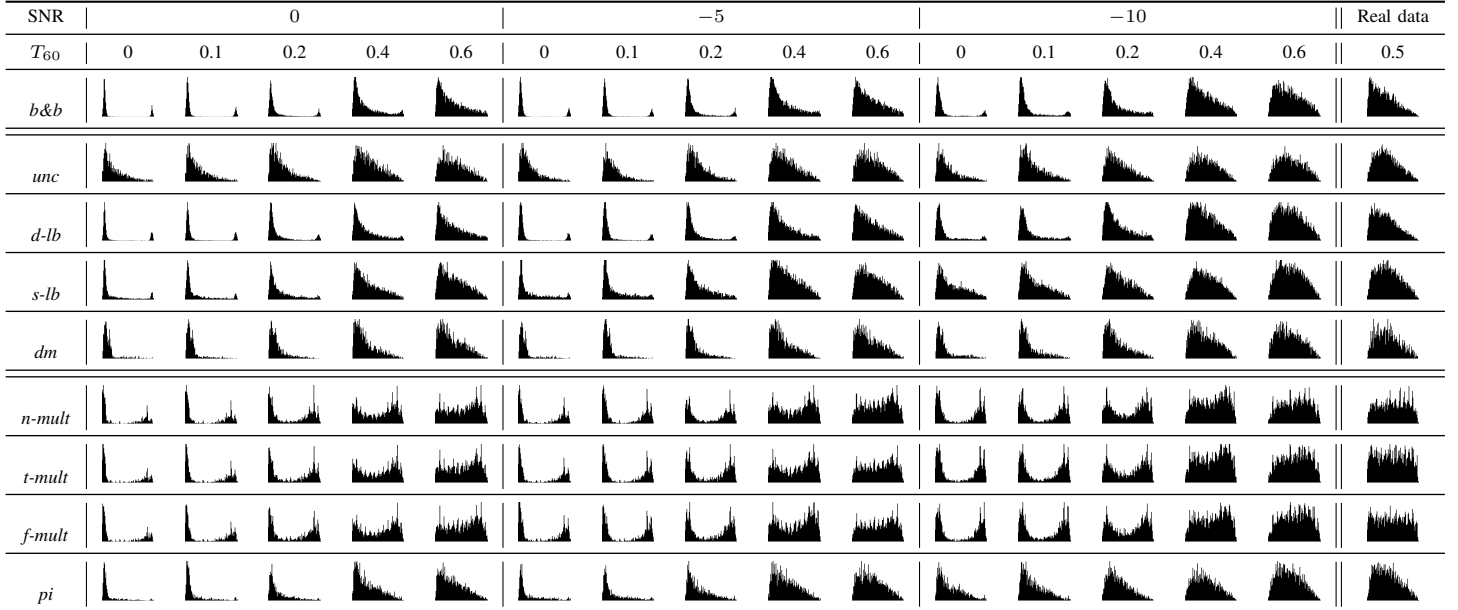 SNR 0 −5 −10 Real data
T60 0 0.1 0.2 0.4 0.6 0 0.1 0.2 0.4 0.6 0 0.1 0.2 0.4 0.6 0.5
b&b
unc
d-lb
s-lb
dm
n-mult
t-mult
f-mult
pi